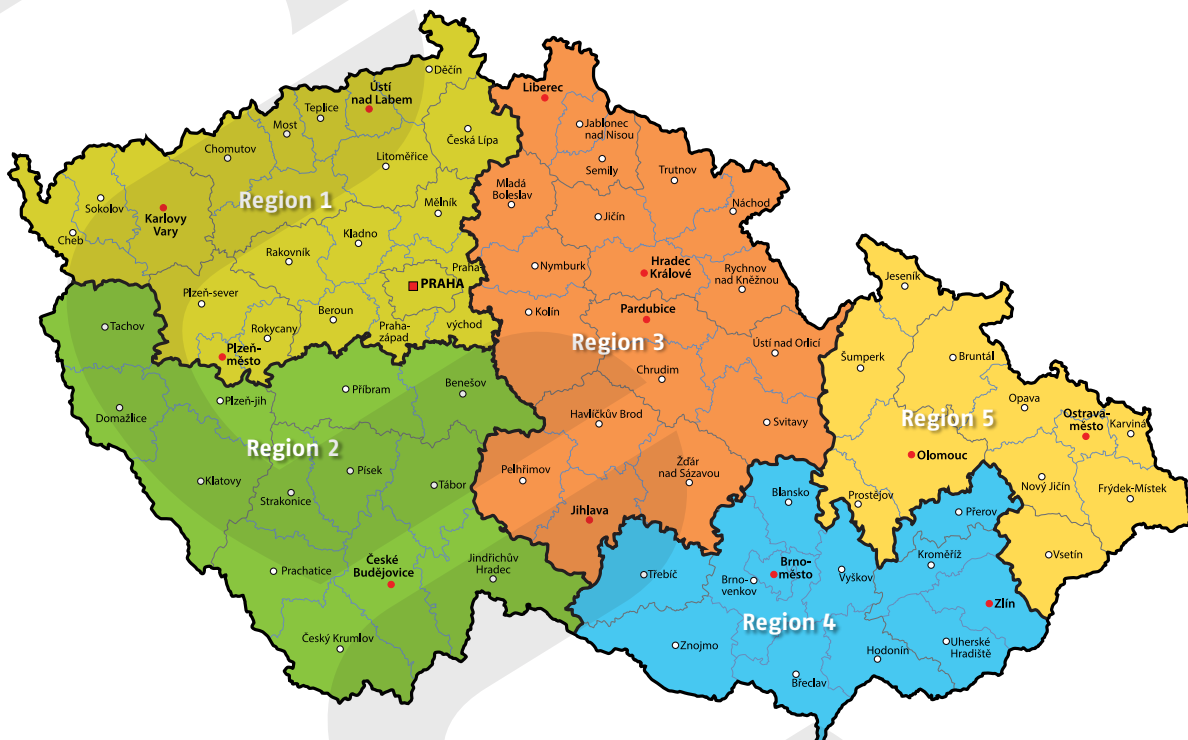 Děčín
Ústí
nad Labem
Teplice
Most
Chomutov
Česká Lípa
Litoměřice
Region 1
Sokolov
Karlovy
Vary
Cheb
Mělník
Kladno
Rakovník
Praha-
PRAHA
Plzeň-sever
Beroun
Rokycany
Praha-
západ
východ
Plzeň-
město
Liberec
Jablonec
nad Nisou
Semily
Trutnov
Mladá
Boleslav
Náchod
Jičín
Nymburk
Hradec
Králové
Rychnov
nad Kněžnou
Kolín
Pardubice
Region 3
Ústí nad Orlicí
Chrudim
Havlíčkův Brod
Svitavy
Pelhřimov
Žďár
nad Sázavou
Jihlava
Tachov
Příbram
Benešov
Plzeň-jih
Domažlice
Region 2
Písek
Klatovy
Strakonice
Tábor
České
Budějovice
Jindřichův
Hradec
Prachatice
Český Krumlov
Jeseník
Šumperk
Bruntál
Opava
Ostrava-
město
Karviná
Region 5
Olomouc
Nový Jičín
Frýdek-Místek
Prostějov
Vsetín
Blansko
Přerov
Kroměříž
Třebíč
Brno-
venkov
Brno-
město
Vyškov
Zlín
Region 4
Znojmo
Hodonín
Uherské
Hradiště
Břeclav